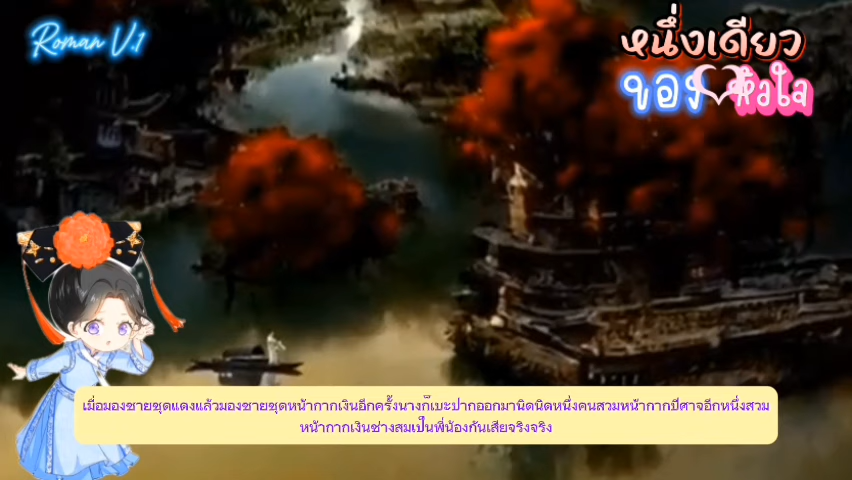 Roman V.1
หนึ่งเดียว
ของหัวใจ
เมื่อมองชายชุดแดงแล้วมองชายชุดหน้ากากเงินอีกครั้งนางก็เบะปากออกมานิดนิดหนึ่งคนสวมหน้ากากปีศาจอีกหนึ่งสวม
หน้ากากเงินช่างสมเป็นพี่น้องกันเสียจริงจริง